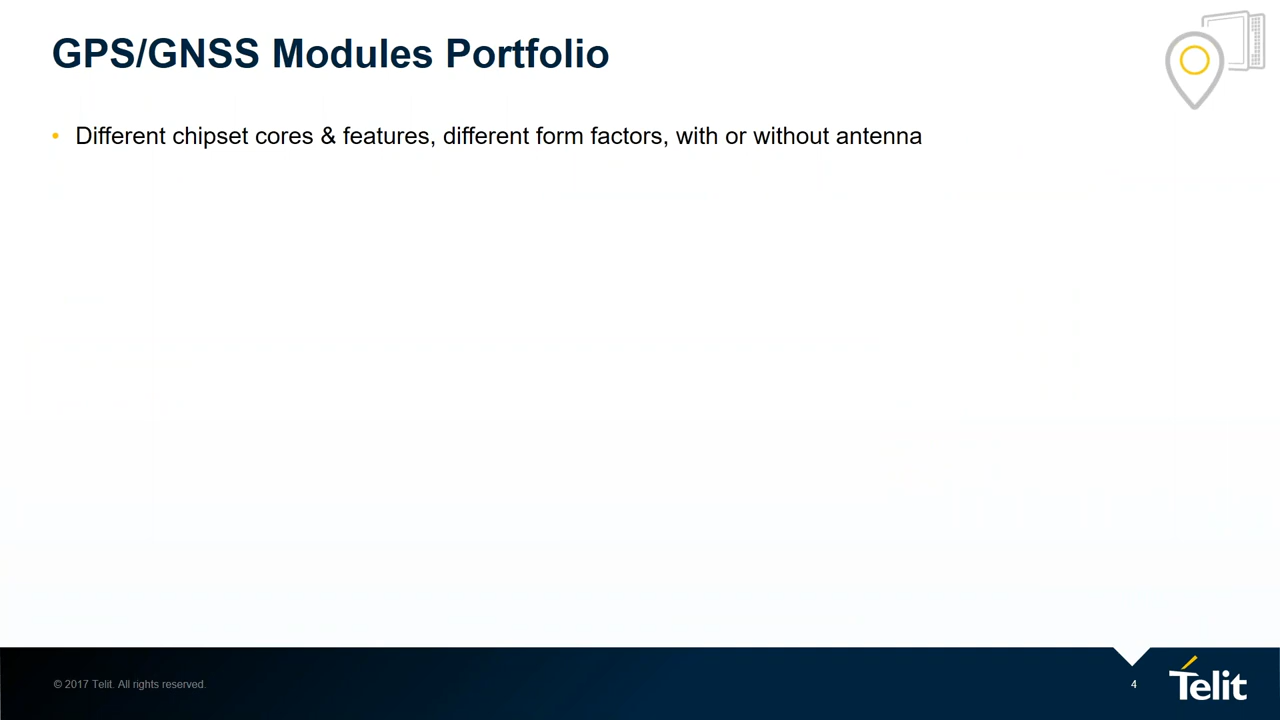 GPS/GNSS Modules Portfolio
• Different chipset cores & features, different form factors, with or without antenna
© 2017 Telit. All rights reserved.
4
Telit